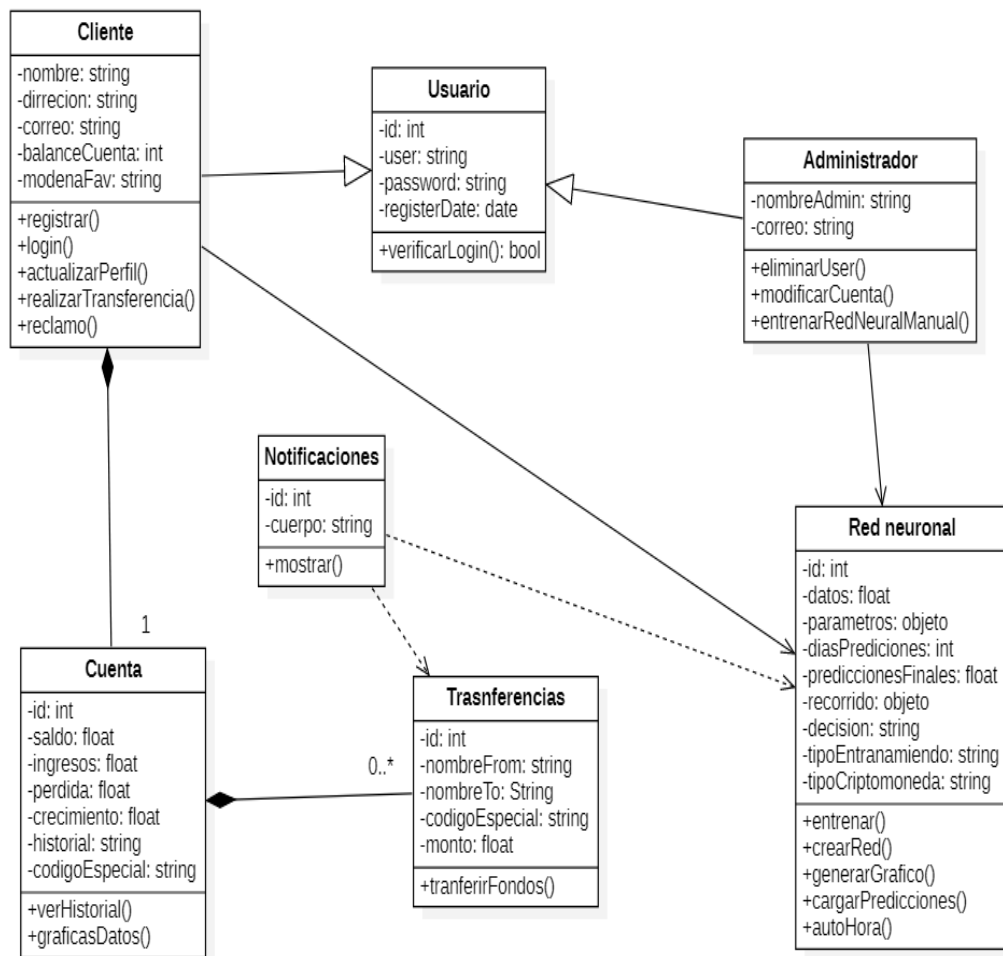 Cliente
-nombre: string
-dirrecion: string
-correo: string
-balanceCuenta: int
-modenaFav: string
+registrar()
+login()
+actualizarPerfil()
+realizarTransferencia()
+reclamo()
Usuario
-id: int
-user: string
-password: string
-registerDate: date
+verificarLogin(): bool
Administrador
-nombreAdmin: string
-correo: string
+eliminarUser()
+modificarCuenta()
+entrenarRedNeuralManual()
Notificaciones
-id: int
-cuerpo: string
+mostrar()
Red neuronal
-id: int
-datos: float
-parametros: objeto
-diasPrediciones: int
-prediccionesFinales: float
-recorrido: objeto
-decision: string
-tipoEntranamiendo: string
-tipoCriptomoneda: string
+entrenar()
+crearRed()
+generarGrafico()
+cargarPredicciones()
+autoHora()
1
Cuenta
-id: int
-saldo: float
-ingresos: float
-perdida: float
-crecimiento: float
-historial: string
-codigoEspecial: string
+verHistorial()
+graficasDatos()
0..*
Trasnferencias
-id: int
-nombreFrom: string
-nombreTo: String
-codigoEspecial: string
-monto: float
+tranferirFondos()